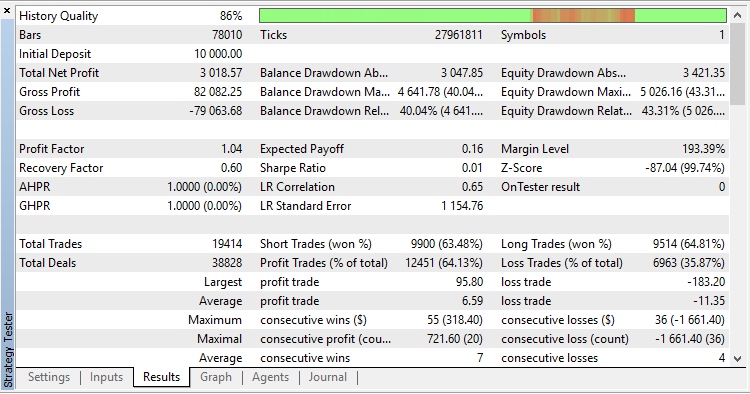 History Quality 86%
Bars 78010 Ticks 27961811 Symbols 1
Initial Deposit 10 000.00
Total Net Profit 3 018.57 Balance Drawdown Ab... 3 047.85 Equity Drawdown Abs... 3 421.35
Gross Profit 82 082.25 Balance Drawdown Ma... 4 641.78 (40.04... Equity Drawdown Maxi... 5 026.16 (43.31...
Gross Loss -79 063.68 Balance Drawdown Rel... 40.04% (4 641.... Equity Drawdown Relat... 43.31% (5 026....
Profit Factor 1.04 Expected Payoff 0.16 Margin Level 193.39%
Recovery Factor 0.60 Sharpe Ratio 0.01 Z-Score -87.04 (99.74%)
AHPR 1.0000 (0.00%) LR Correlation 0.65 OnTester result 0
GHPR 1.0000 (0.00%) LR Standard Error 1 154.76
Total Trades 19414 Short Trades (won %) 9900 (63.48%) Long Trades (won %) 9514 (64.81%)
Total Deals 38828 Profit Trades (% of total) 12451 (64.13%) Loss Trades (% of total) 6963 (35.87%)
Largest profit trade 95.80 loss trade -183.20
Average profit trade 6.59 loss trade -11.35
Maximum consecutive wins ($) 55 (318.40) consecutive losses ($) 36 (-1 661.40)
Maximal consecutive profit (cou... 721.60 (20) consecutive loss (count) -1 661.40 (36)
Average consecutive wins 7 consecutive losses 4
Settings Inputs Results Graph Agents Journal
Strategy Tester